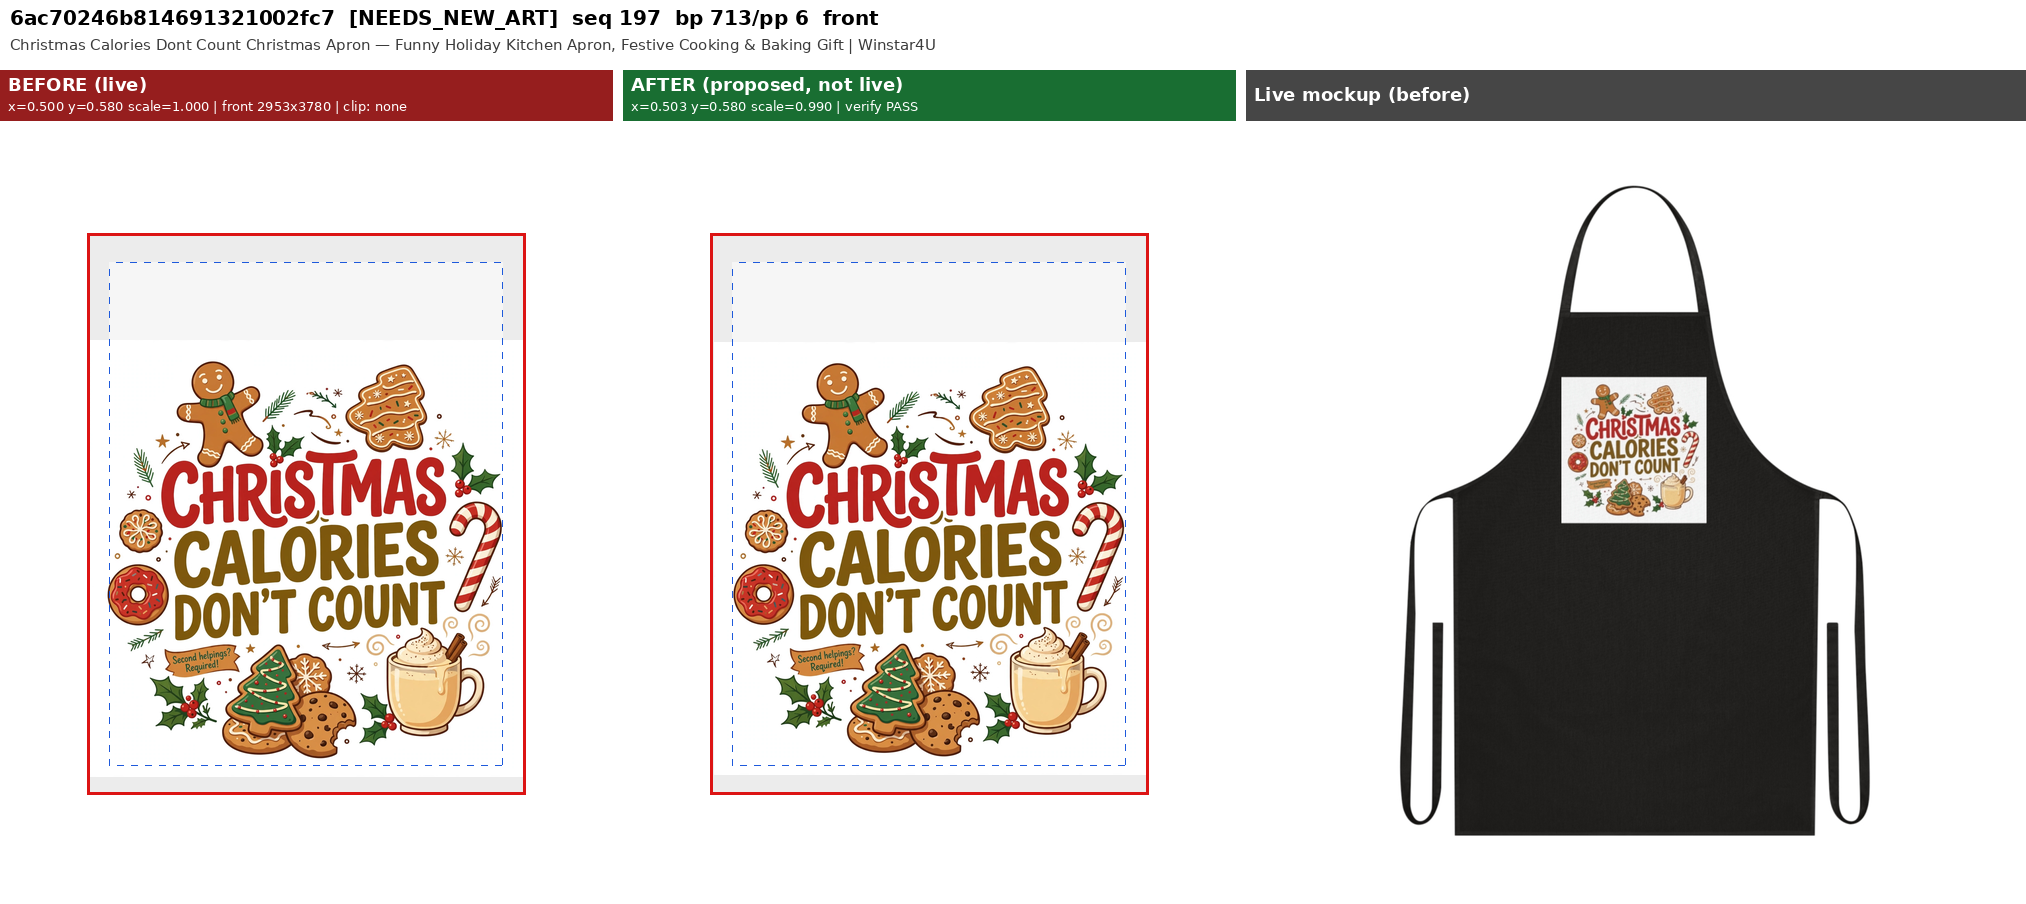 6ac70246b814691321002fc7 [NEEDS_NEW_ART] seq 197 bp 713/pp 6 front
Christmas Calories Dont Count Christmas Apron — Funny Holiday Kitchen Apron, Festive Cooking & Baking Gift | Winstar4U
BEFORE (live)
x=0.500 y=0.580 scale=1.000 | front 2953x3780 | clip: none
AFTER (proposed, not live)
x=0.503 y=0.580 scale=0.990 | verify PASS
Live mockup (before)
CHRISTMAS
CALORIES
DON'T COUNT
Second helpings?
Required!
CHRISTMAS
CALORIES
DON'T COUNT
Second helpings?
Required!
CHRISTMAS
CALORIES
DON'T COUNT